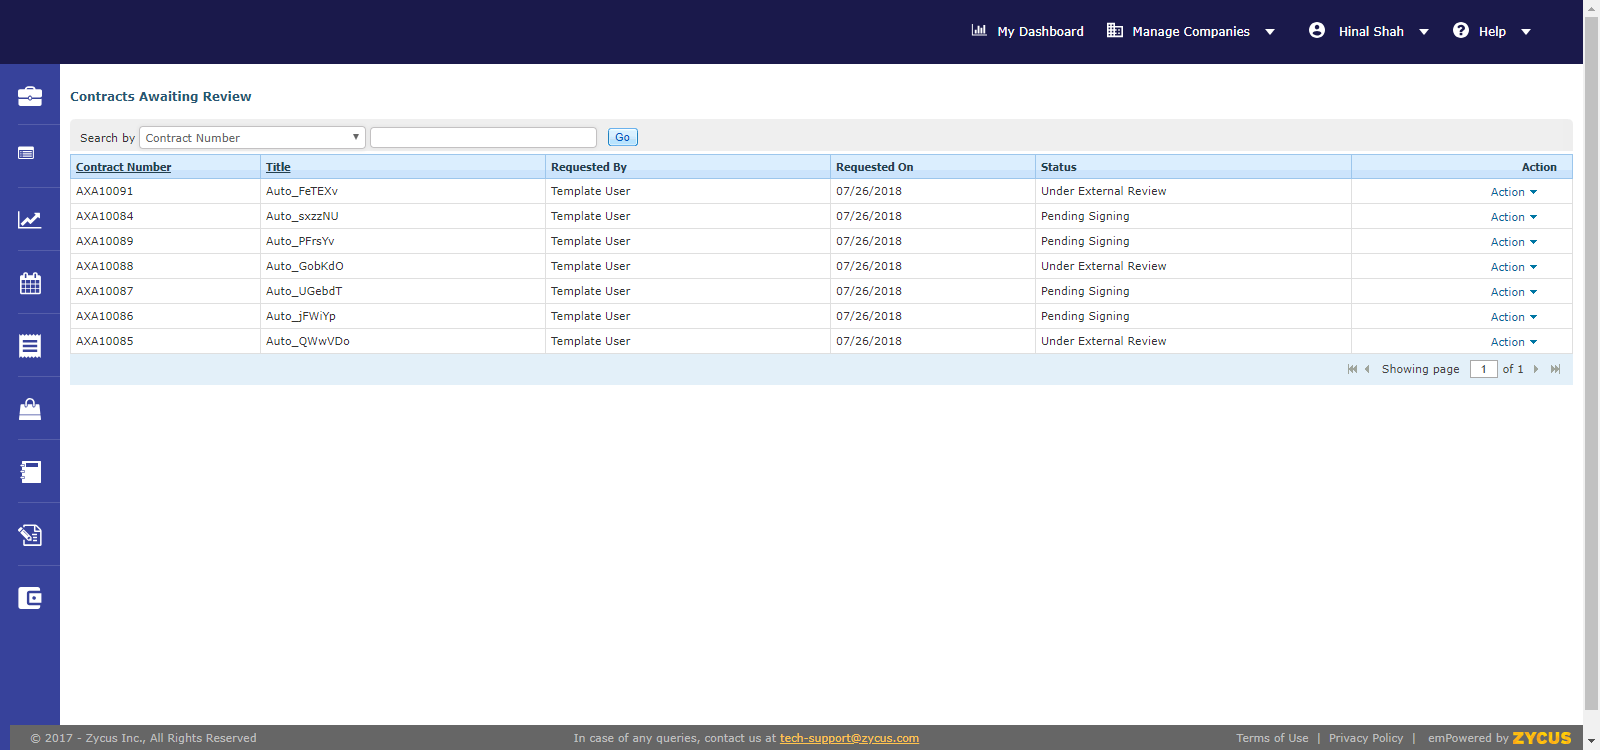 My Dashboard Manage Companies Hinal Shah Help
Contracts Awaiting Review
Search by Contract Number Go
Contract Number Title Requested By Requested On Status Action
AXA10091 Auto_FeTEXv Template User 07/26/2018 Under External Review Action
AXA10084 Auto_sxzzNU Template User 07/26/2018 Pending Signing Action
AXA10089 Auto_PFrsYv Template User 07/26/2018 Pending Signing Action
AXA10088 Auto_GobKdO Template User 07/26/2018 Under External Review Action
AXA10087 Auto_UGebdT Template User 07/26/2018 Pending Signing Action
AXA10086 Auto_jFWiYp Template User 07/26/2018 Pending Signing Action
AXA10085 Auto_QWwVDo Template User 07/26/2018 Under External Review Action
Showing page 1 of 1
© 2017 - Zycus Inc., All Rights Reserved In case of any queries, contact us at tech-support@zycus.com Terms of Use | Privacy Policy | emPowered by ZYCUS